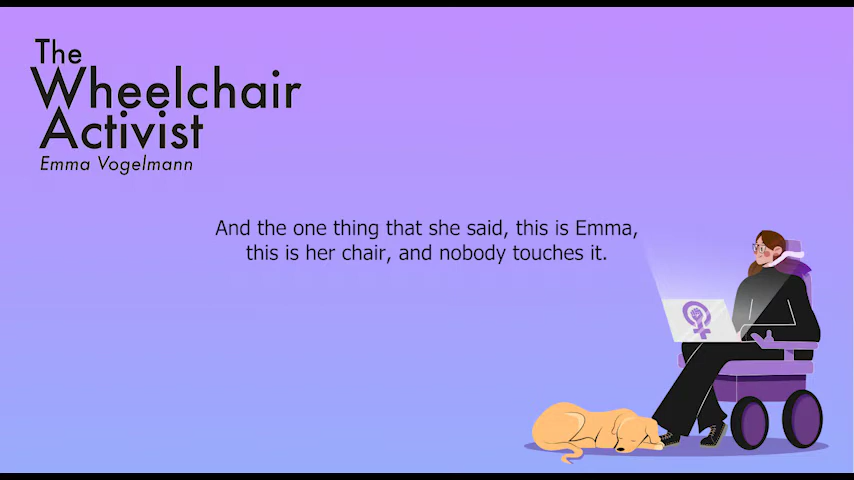 The
Wheelchair
Activist
Emma Vogelmann
And the one thing that she said, this is Emma,
this is her chair, and nobody touches it.